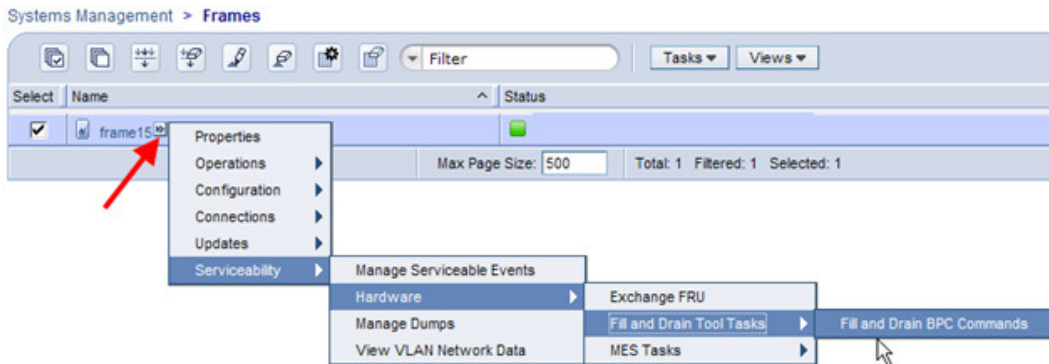 Systems Management > Frames
Filter Tasks Views
Select Name Status
frame15
Properties
Operations
Configuration
Connections
Updates
Serviceability
Max Page Size: 500 Total: 1 Filtered: 1 Selected: 1
Manage Serviceable Events
Hardware
Manage Dumps
View VLAN Network Data
Exchange FRU
Fill and Drain Tool Tasks
MES Tasks
Fill and Drain BPC Commands